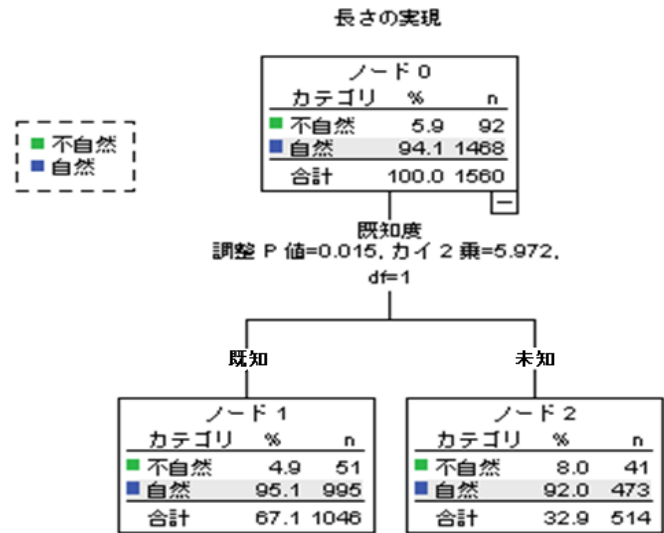 長さの実現
不自然
自然
ノード 0
カテゴリ % n
不自然 5.9 92
自然 94.1 1468
合計 100.0 1560
既知度
調整 P 値=0.015, カイ 2 乗=5.972,
df=1
既知
未知
ノード 1
カテゴリ % n
不自然 4.9 51
自然 95.1 995
合計 67.1 1046
ノード 2
カテゴリ % n
不自然 8.0 41
自然 92.0 473
合計 32.9 514